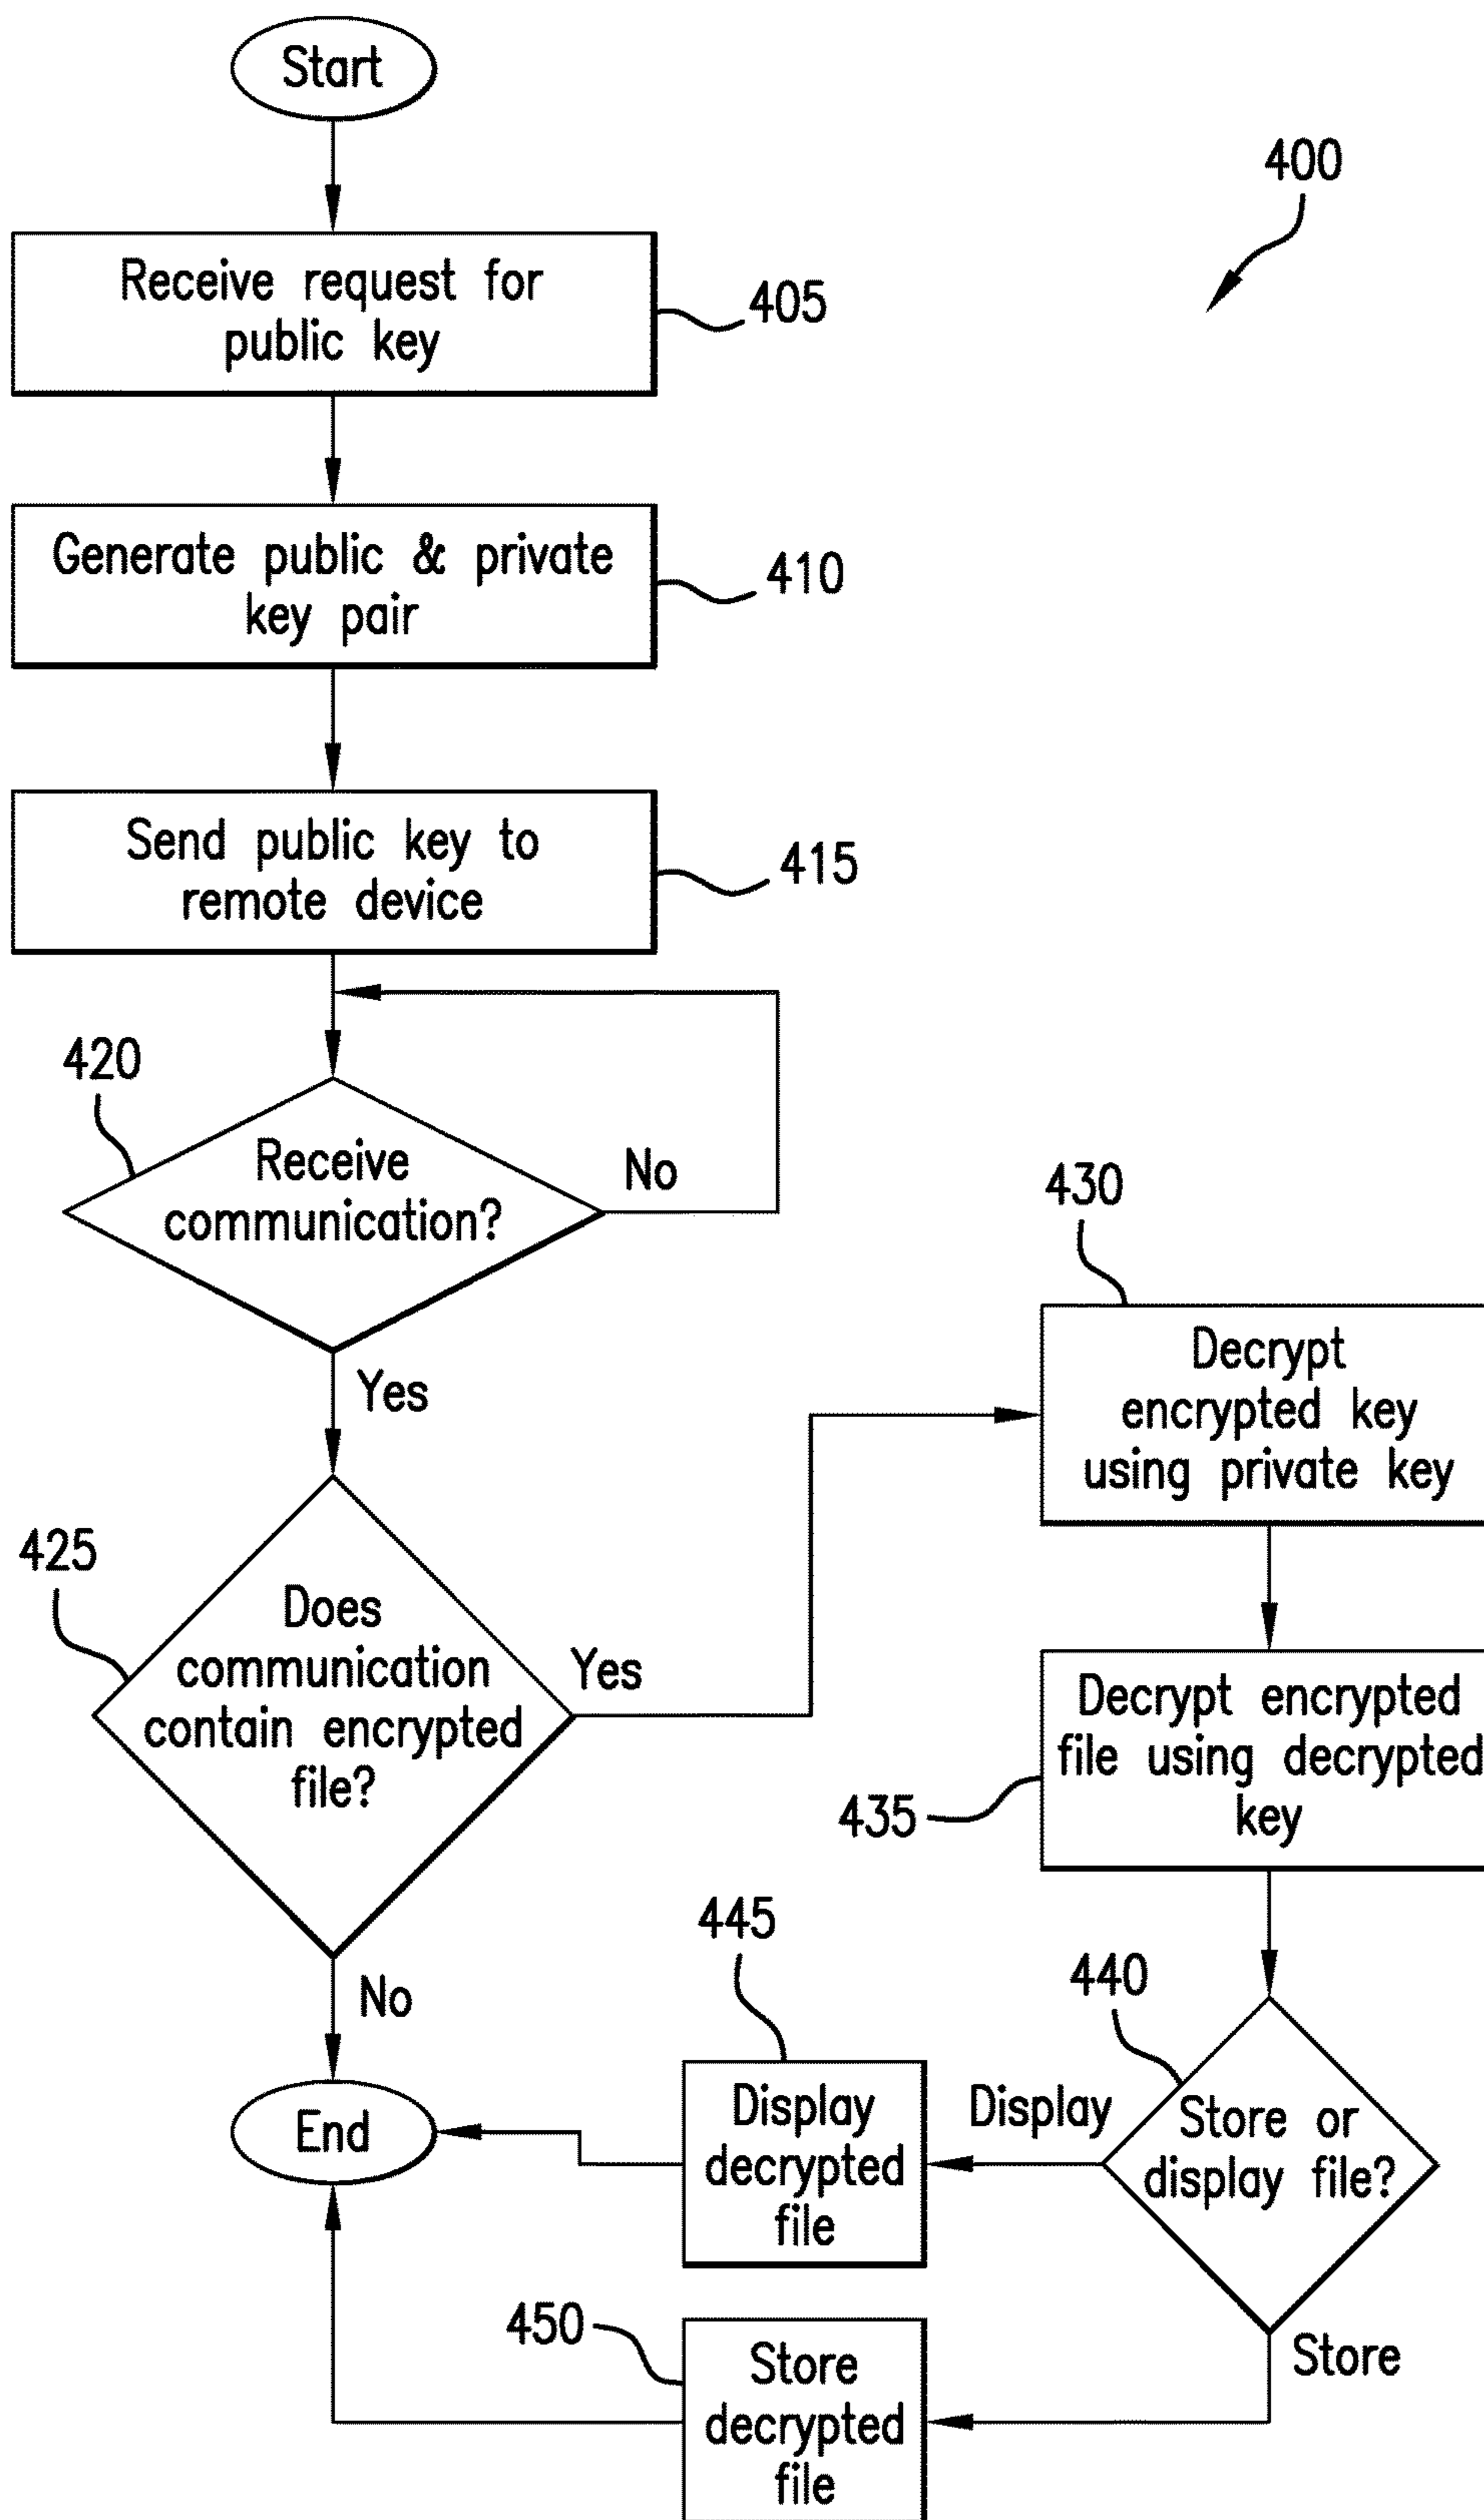 Start
400
Receive request for
public key
405
Generate public & private
key pair
410
Send public key to
remote device
415
420
Receive
communication?
No
Yes
430
Decrypt
encrypted key
using private key
425
Does
communication
contain encrypted
file?
Yes
No
Decrypt encrypted
file using decrypted
key
435
445
440
End
Display
decrypted
file
Display
Store or
display file?
450
Store
decrypted
file
Store